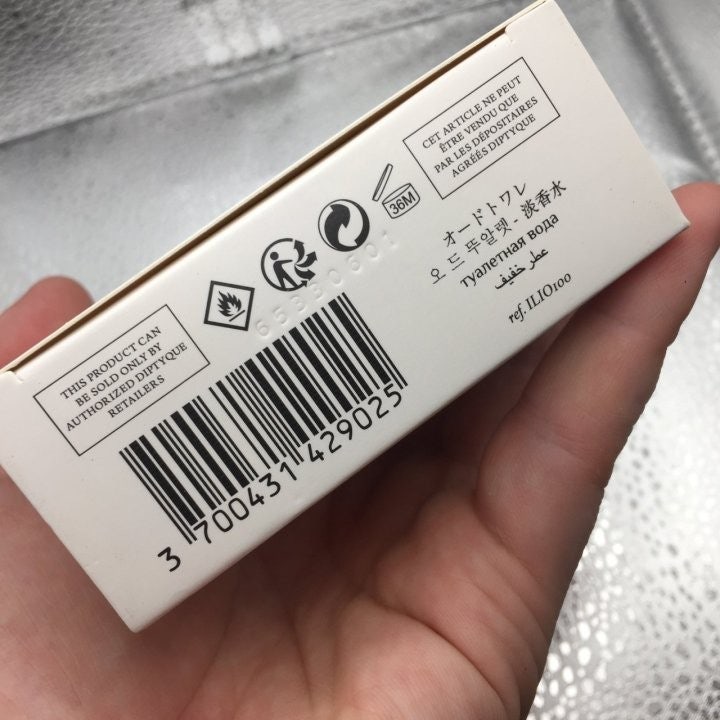 THIS PRODUCT CAN
BE SOLD ONLY BY
AUTHORIZED DIPTYQUE
RETAILERS
CET ARTICLE NE PEUT
ÊTRE VENDU QUE
PAR LES DÉPOSITAIRES
AGRÉÉS DIPTYQUE
36M
オードトワレ
오 드 뚜알렛 - 淡香水
туалетная вода
عطر خفيف
ref. ILIO100
3 700431 429025